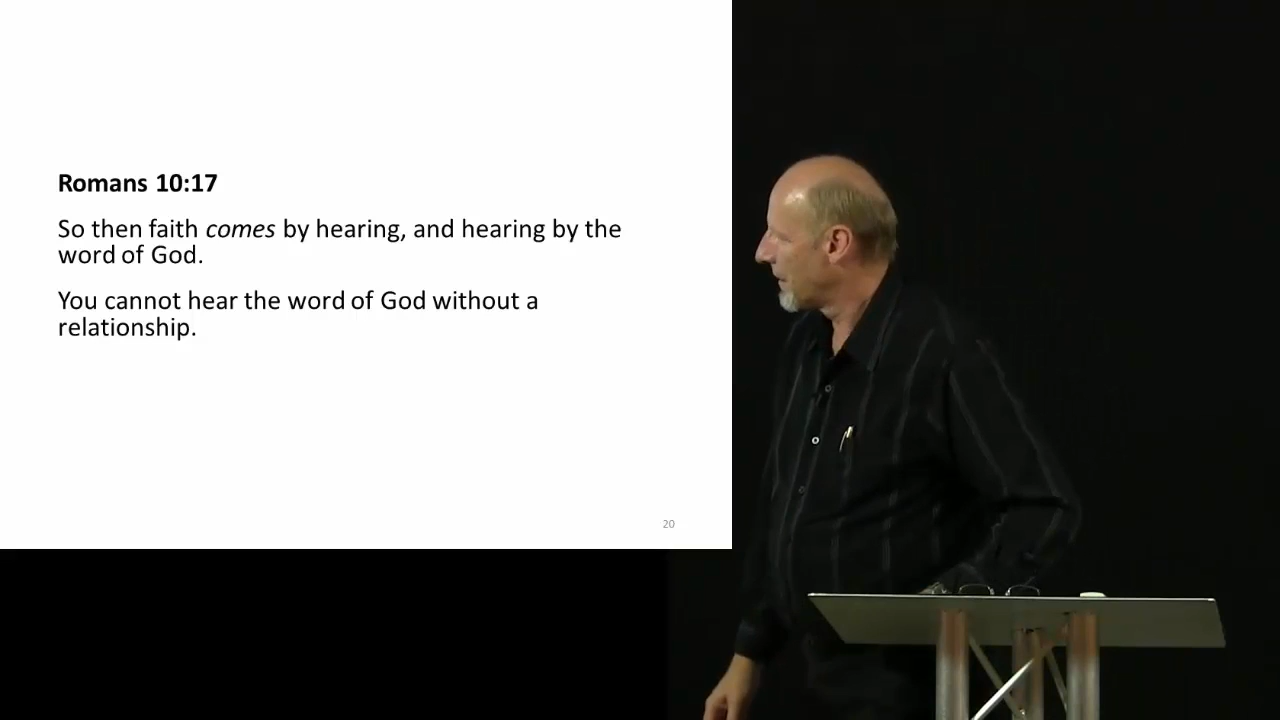 Romans 10:17
So then faith comes by hearing, and hearing by the
word of God.
You cannot hear the word of God without a
relationship.
20